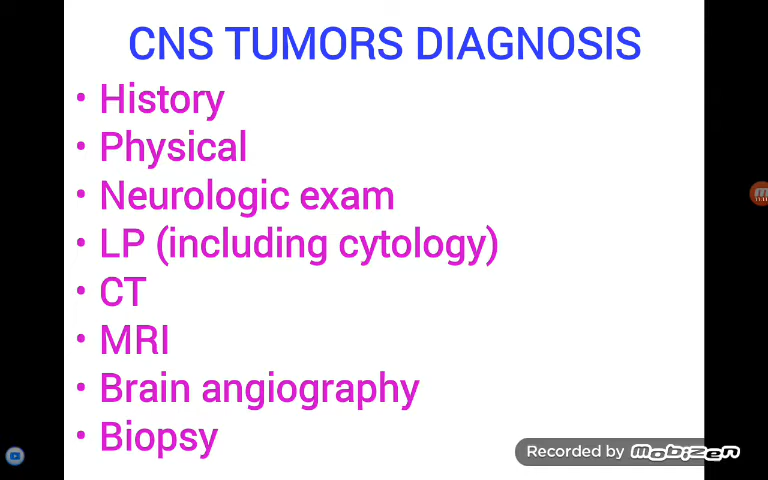 CNS TUMORS DIAGNOSIS
• History
• Physical
• Neurologic exam
• LP (including cytology)
• CT
• MRI
• Brain angiography
• Biopsy
Recorded by mobizen